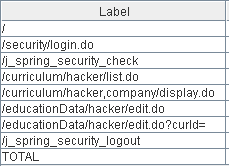 Label
/
/security/login.do
/j_spring_security_check
/curriculum/hacker/list.do
/curriculum/hacker,company/display.do
/educationData/hacker/edit.do
/educationData/hacker/edit.do?curId=
/j_spring_security_logout
TOTAL